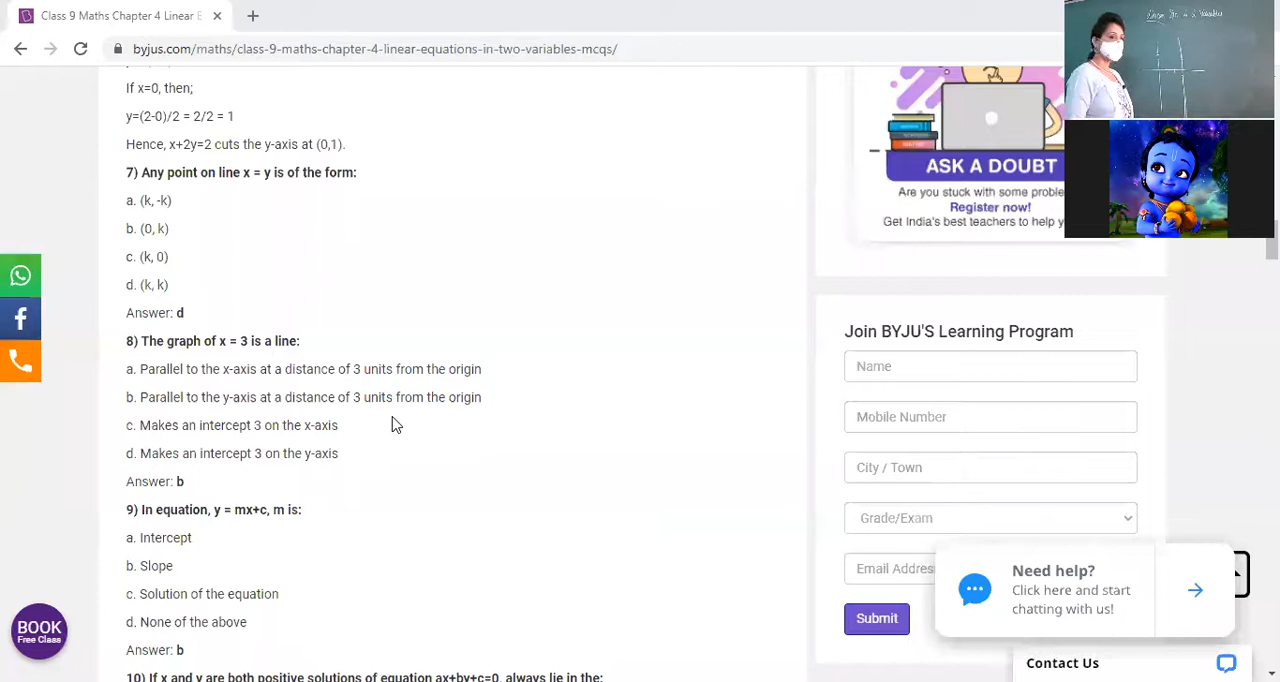 Class 9 Maths Chapter 4 Linear E
byjus.com/maths/class-9-maths-chapter-4-linear-equations-in-two-variables-mcqs/
If x=0, then;
y=(2-0)/2 = 2/2 = 1
Hence, x+2y=2 cuts the y-axis at (0,1).
7) Any point on line x = y is of the form:
a. (k, -k)
b. (0, k)
c. (k, 0)
d. (k, k)
Answer: d
8) The graph of x = 3 is a line:
a. Parallel to the x-axis at a distance of 3 units from the origin
b. Parallel to the y-axis at a distance of 3 units from the origin
c. Makes an intercept 3 on the x-axis
d. Makes an intercept 3 on the y-axis
Answer: b
9) In equation, y = mx+c, m is:
a. Intercept
b. Slope
c. Solution of the equation
d. None of the above
Answer: b
10) If x and y are both positive solutions of equation ax+by+c=0, always lie in the:
BOOK
Free Class
ASK A DOUBT
Are you stuck with some proble
Register now!
Get India's best teachers to help y
Join BYJU'S Learning Program
Name
Mobile Number
City / Town
Grade/Exam
Email Addres
Submit
Need help?
Click here and start
chatting with us!
Contact Us